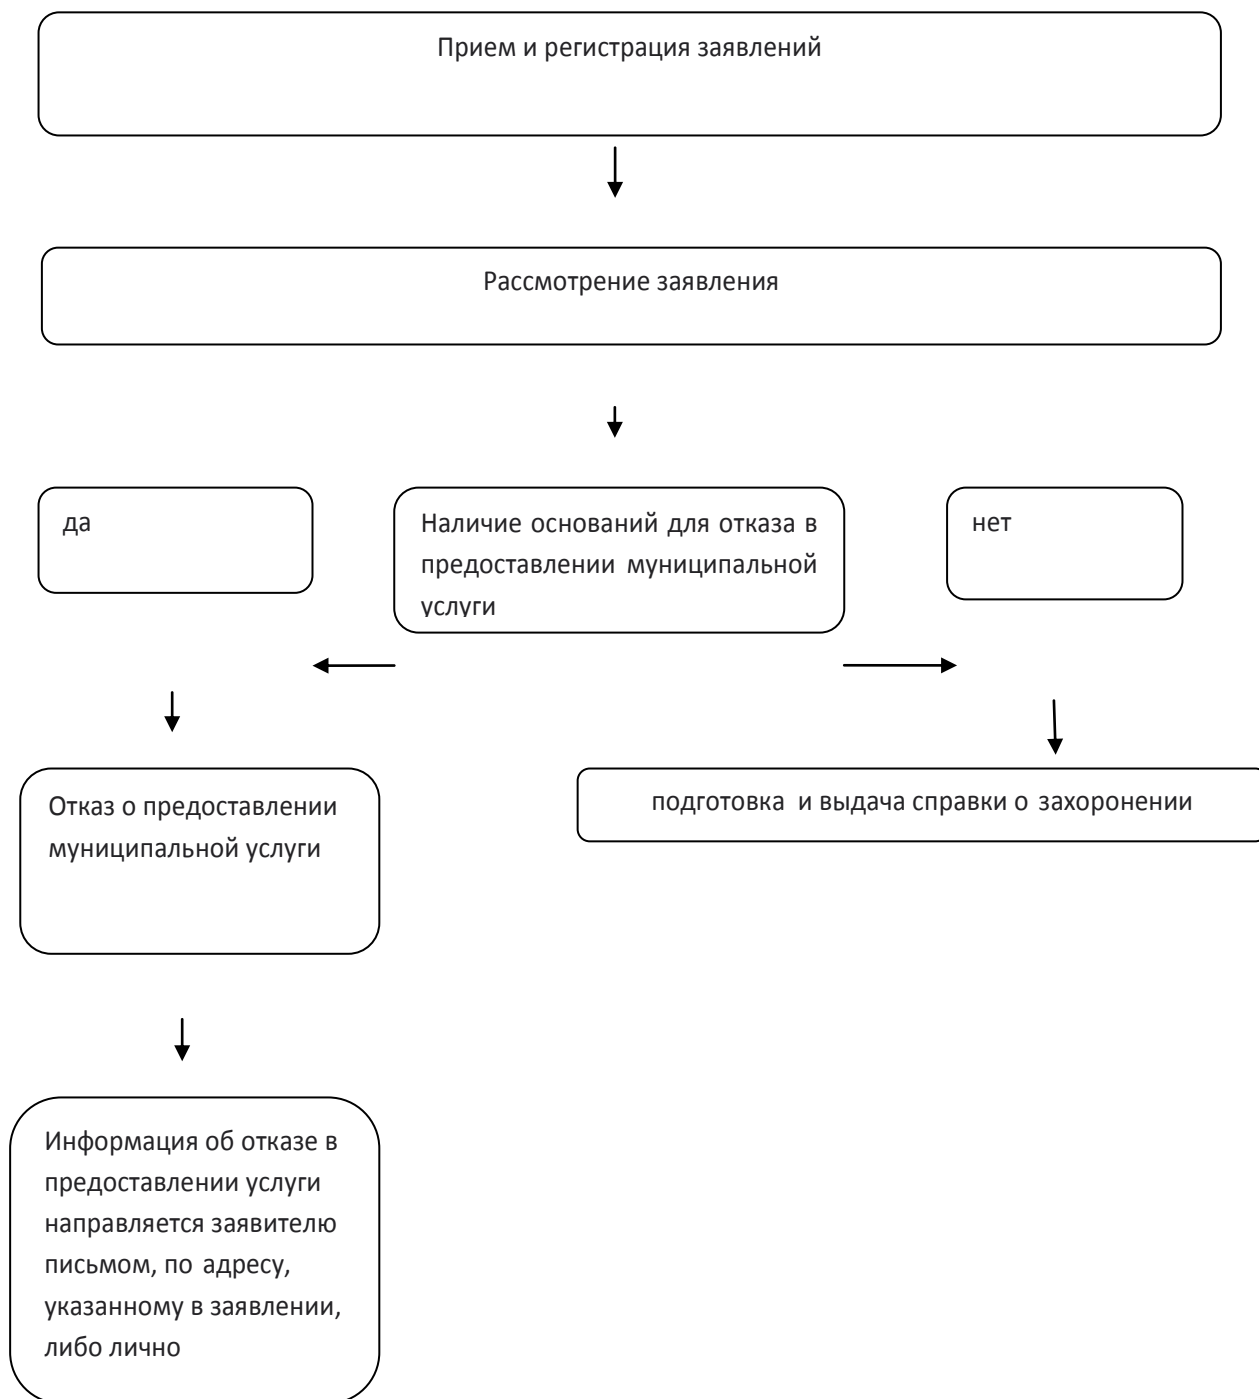 Прием и регистрация заявлений
Рассмотрение заявления
да
Наличие оснований для отказа в
предоставлении муниципальной
услуги
нет
Отказ о предоставлении
муниципальной услуги
подготовка и выдача справки о захоронении
Информация об отказе в
предоставлении услуги
направляется заявителю
письмом, по адресу,
указанному в заявлении,
либо лично